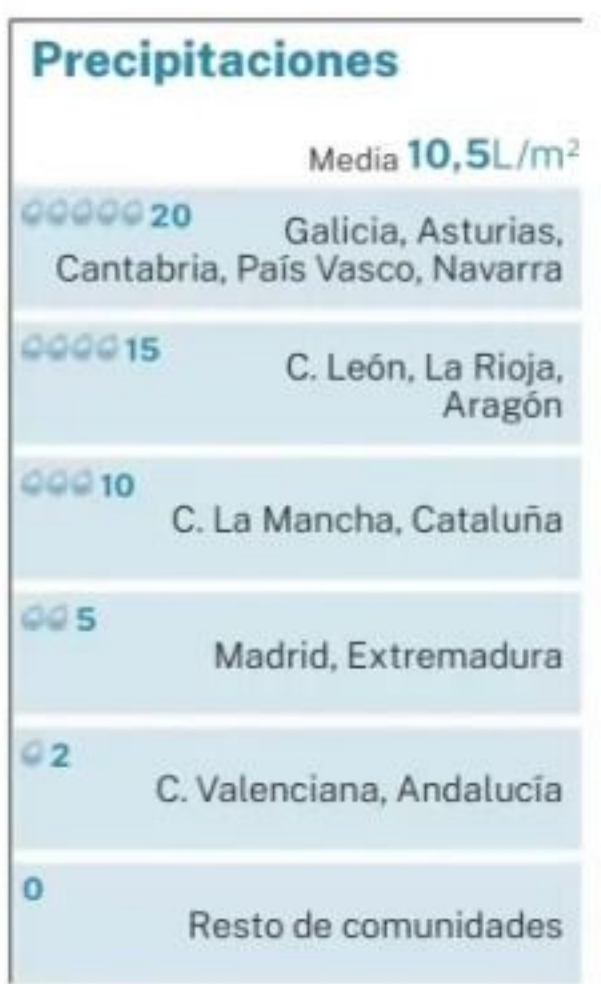 Precipitaciones
Media 10,5L/m²
20
Galicia, Asturias,
Cantabria, País Vasco, Navarra
15
C. León, La Rioja,
Aragón
10
C. La Mancha, Cataluña
5
Madrid, Extremadura
2
C. Valenciana, Andalucía
0
Resto de comunidades